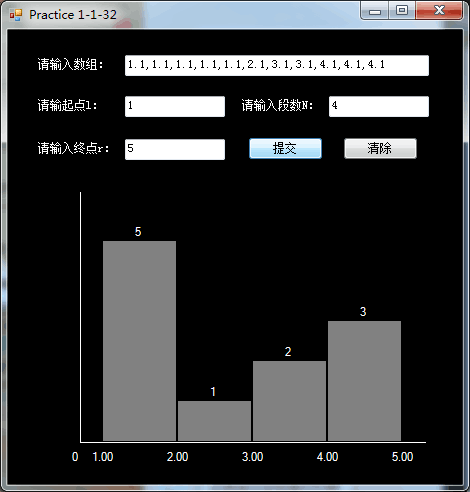 Practice 1-1-32
请输入数组: 1.1,1.1,1.1,1.1,1.1,2.1,3.1,3.1,4.1,4.1,4.1
请输起点l: 1 请输入段数N: 4
请输入终点r: 5 提交 清除
5
3
2
1
0 1.00 2.00 3.00 4.00 5.00